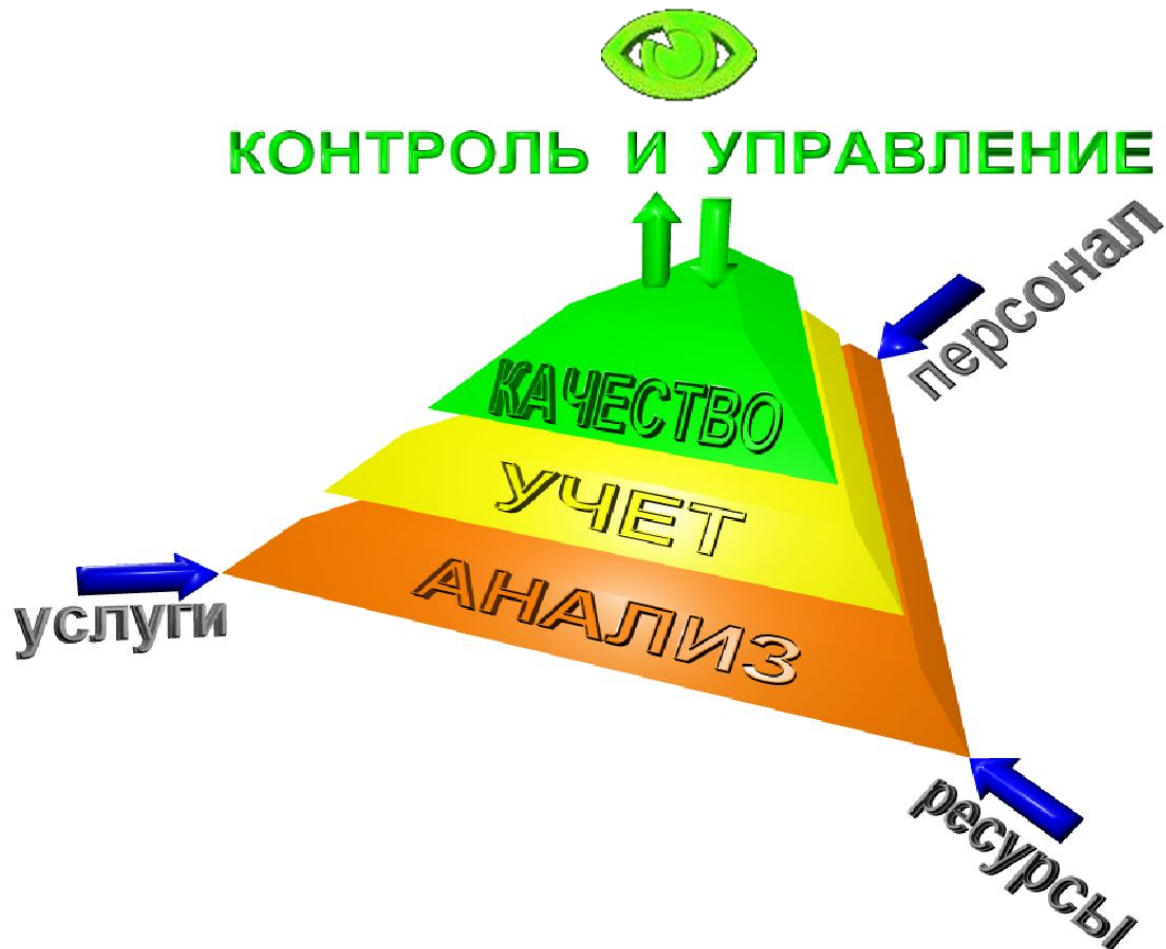 КОНТРОЛЬ И УПРАВЛЕНИЕ
персонал
КАЧЕСТВО
УЧЕТ
АНАЛИЗ
услуги
ресурсы